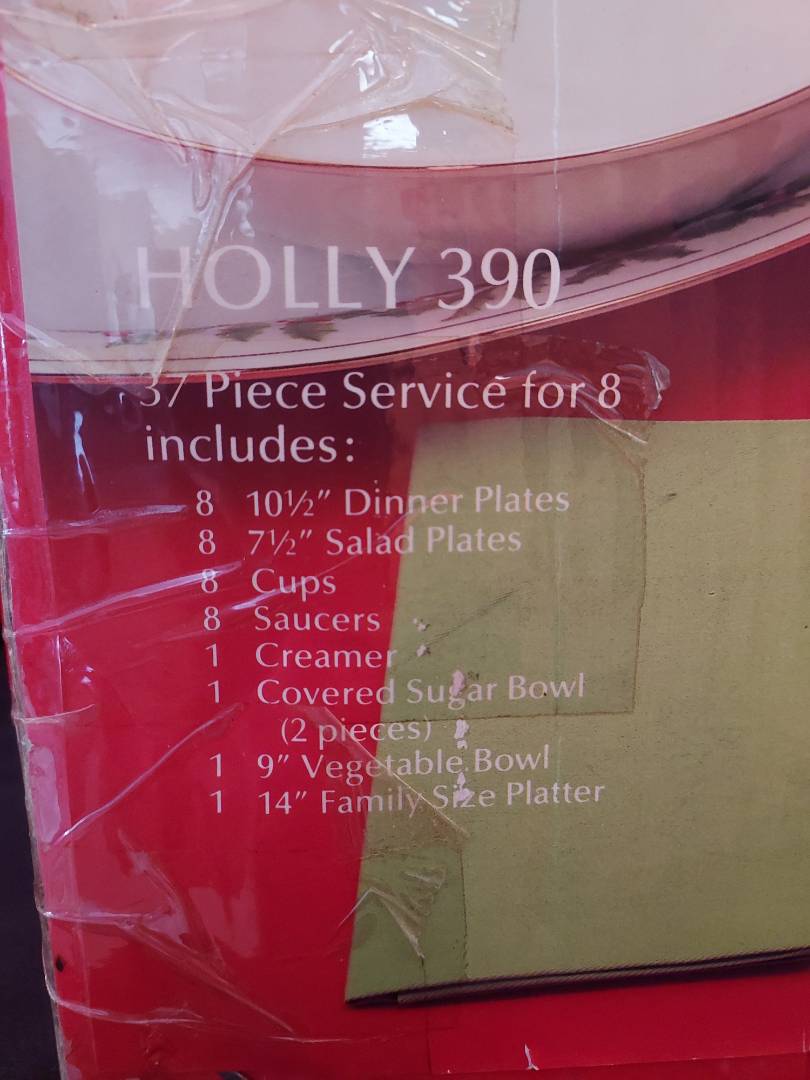 HOLLY 390
37 Piece Service for 8
includes:
8 10½" Dinner Plates
8 7½" Salad Plates
8 Cups
8 Saucers
1 Creamer
1 Covered Sugar Bowl
(2 pieces)
1 9" Vegetable Bowl
1 14" Family Size Platter